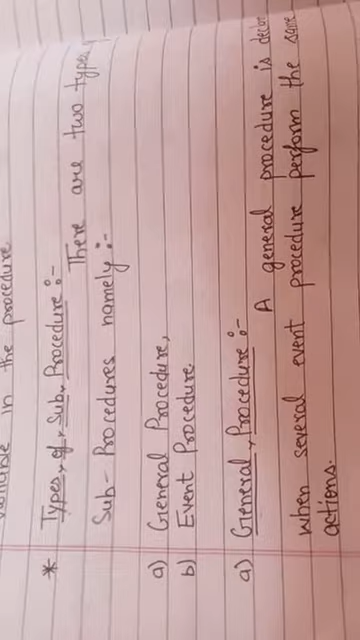 in the procedure
* Types of Sub Procedure :-
There are two types
Sub-Procedures namely :-
a) General Procedure,
b) Event Procedure
a) General Procedure :-
A general procedure is
when several event procedure perform the same
actions.